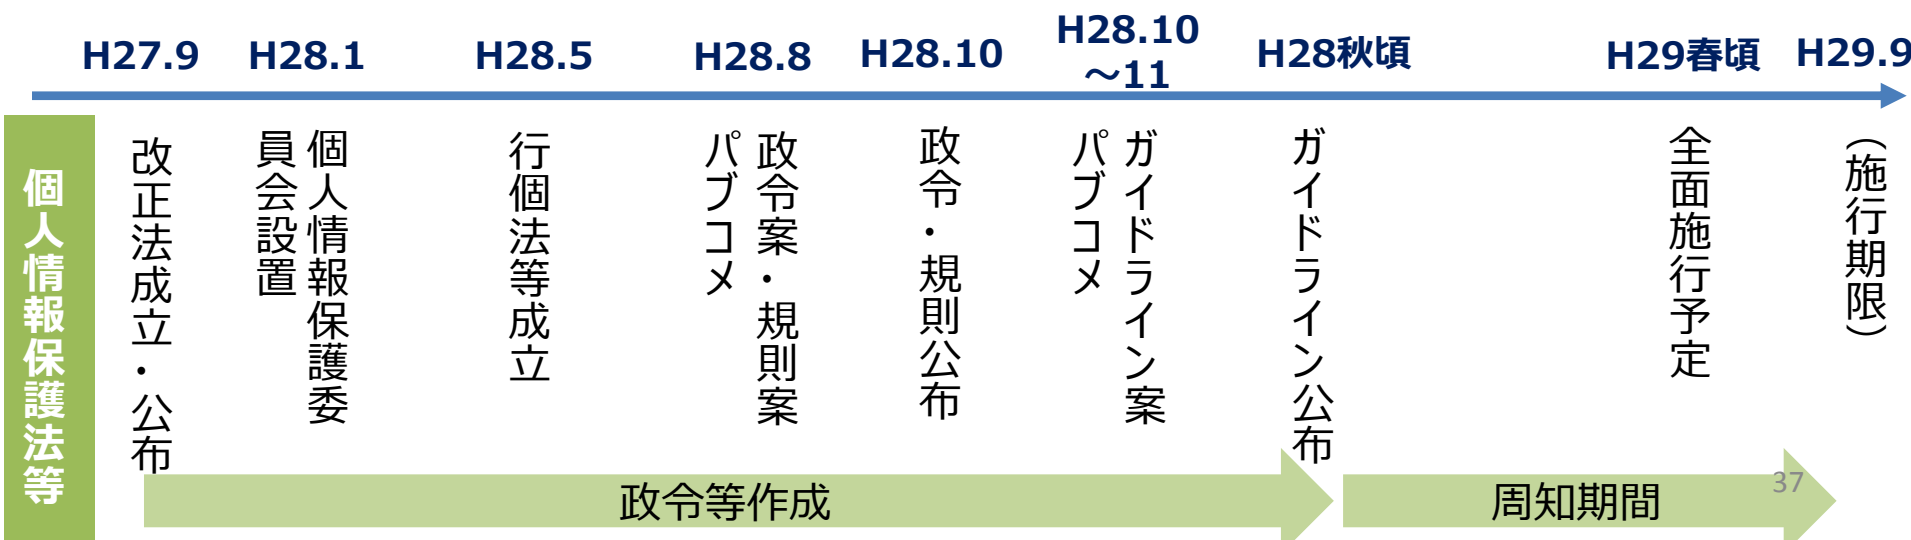 H27.9
H28.1
H28.5
H28.8
H28.10
H28.10
～11
H28秋頃
H29春頃
H29.9
個人情報保護法等
改正法成立・公布
個人情報保護委
員会設置
行個法等成立
政令案・規則案
パブコメ
政令・規則公布
ガイドライン案
パブコメ
ガイドライン公布
全面施行予定
（施行期限）
政令等作成
周知期間
37